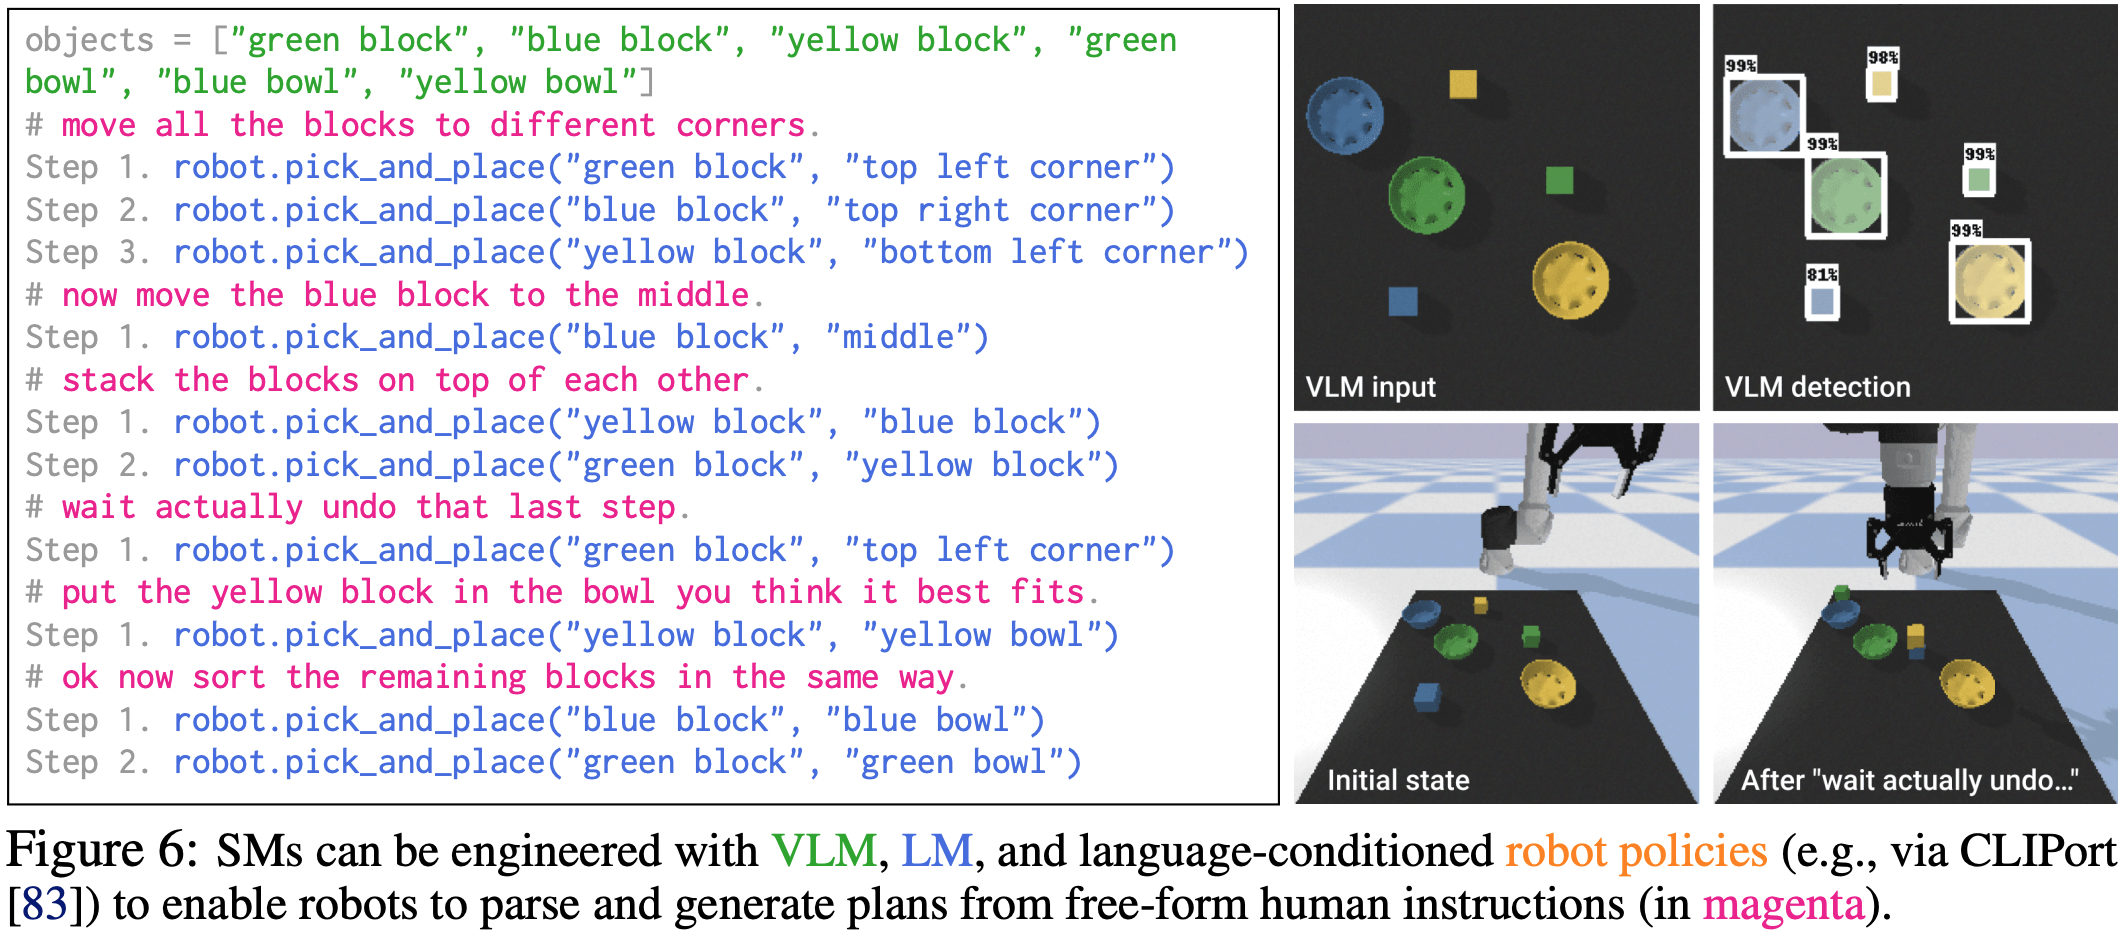 objects = ["green block", "blue block", "yellow block", "green
bowl", "blue bowl", "yellow bowl"]
# move all the blocks to different corners.
Step 1. robot.pick_and_place("green block", "top left corner")
Step 2. robot.pick_and_place("blue block", "top right corner")
Step 3. robot.pick_and_place("yellow block", "bottom left corner")
# now move the blue block to the middle.
Step 1. robot.pick_and_place("blue block", "middle")
# stack the blocks on top of each other.
Step 1. robot.pick_and_place("yellow block", "blue block")
Step 2. robot.pick_and_place("green block", "yellow block")
# wait actually undo that last step.
Step 1. robot.pick_and_place("green block", "top left corner")
# put the yellow block in the bowl you think it best fits.
Step 1. robot.pick_and_place("yellow block", "yellow bowl")
# ok now sort the remaining blocks in the same way.
Step 1. robot.pick_and_place("blue block", "blue bowl")
Step 2. robot.pick_and_place("green block", "green bowl")
VLM input
98%
99%
99%
99%
99%
81%
VLM detection
Initial state
After "wait actually undo..."
Figure 6: SMs can be engineered with VLM, LM, and language-conditioned robot policies (e.g., via CLIPort
[83]) to enable robots to parse and generate plans from free-form human instructions (in magenta).